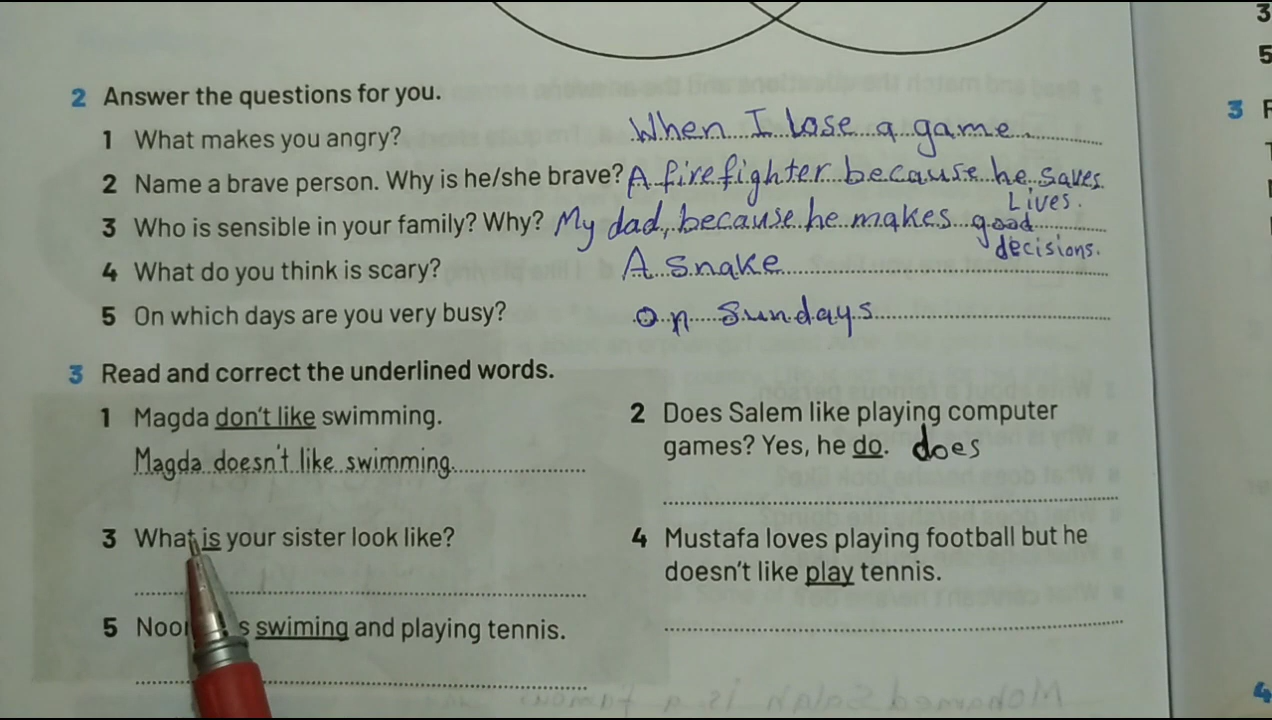 2 Answer the questions for you.
1 What makes you angry? When I lose a game.
2 Name a brave person. Why is he/she brave? A firefighter because he saves
Lives.
3 Who is sensible in your family? Why? My dad, because he makes good
decisions.
4 What do you think is scary? A snake
5 On which days are you very busy? On Sundays
3 Read and correct the underlined words.
1 Magda don't like swimming.
Magda doesn't like swimming.
2 Does Salem like playing computer
games? Yes, he do. does
3 What is your sister look like?
4 Mustafa loves playing football but he
doesn't like play tennis.
5 swiming and playing tennis.
3
5
3
4